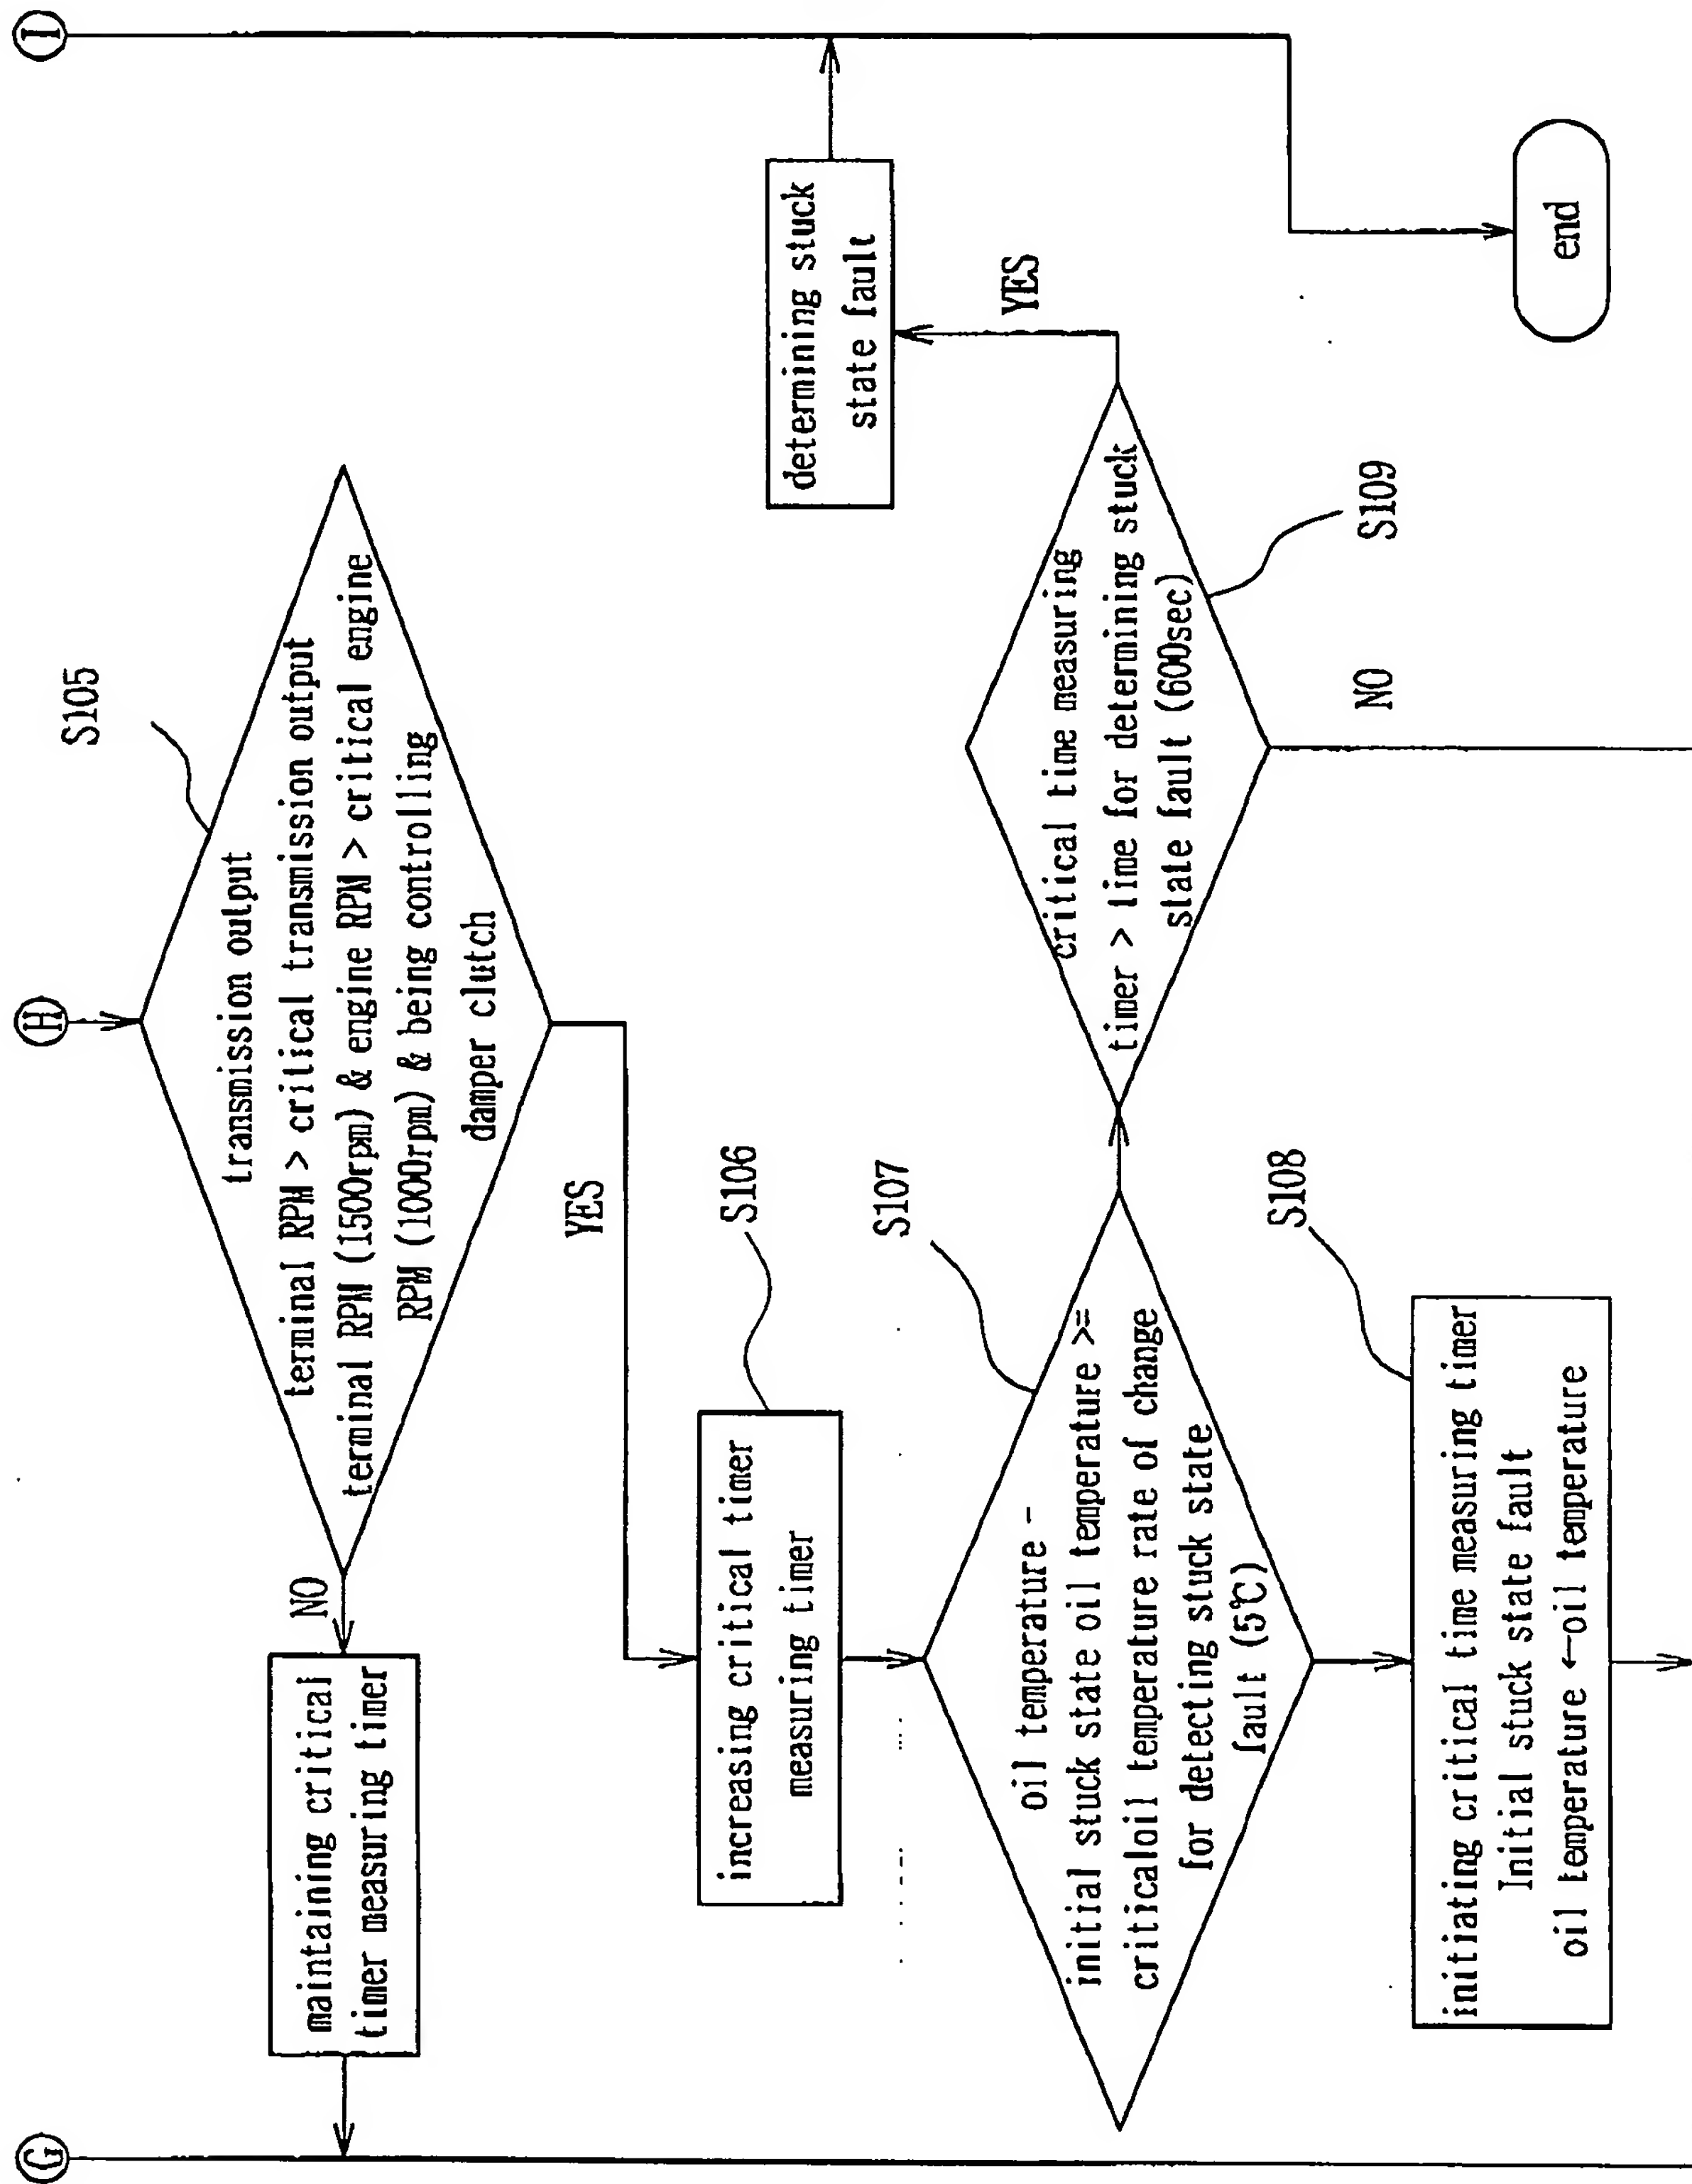 G
H
I
S105
transmission output
terminal RPM > critical transmission output
terminal RPM (1500rpm) & engine RPM > critical engine
RPM (1000rpm) & being controlling
damper clutch
NO
maintaining critical
timer measuring timer
YES
S106
increasing critical timer
measuring timer
S107
oil temperature -
initial stuck state oil temperature >=
criticaloil temperature rate of change
for detecting stuck state
fault (5℃)
S108
initiating critical time measuring timer
Initial stuck state fault
oil temperature ←oil temperature
critical time measuring
timer > time for determining stuck
state fault (600sec)
S109
NO
YES
determining stuck
state fault
end